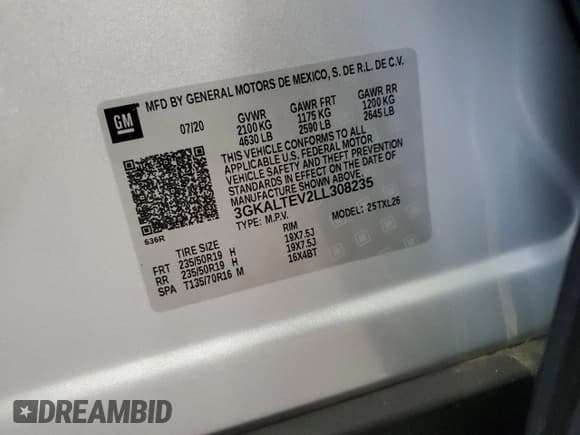 GM
MFD BY GENERAL MOTORS DE MEXICO, S. DE R.L. DE C.V.
07/20 GVWR GAWR FRT GAWR RR
2100 KG 1175 KG 1200 KG
4630 LB 2590 LB 2645 LB
THIS VEHICLE CONFORMS TO ALL
APPLICABLE U.S. FEDERAL MOTOR
VEHICLE SAFETY AND THEFT PREVENTION
STANDARDS IN EFFECT ON THE DATE OF
MANUFACTURE SHOWN ABOVE.
3GKALTEV2LL308235
TYPE: M.P.V. MODEL: 25TXL26
636R
TIRE SIZE RIM
FRT 235/50R19 H 19X7.5J
RR 235/50R19 H 19X7.5J
SPA T135/70R16 M 16X4BT
DREAMBID